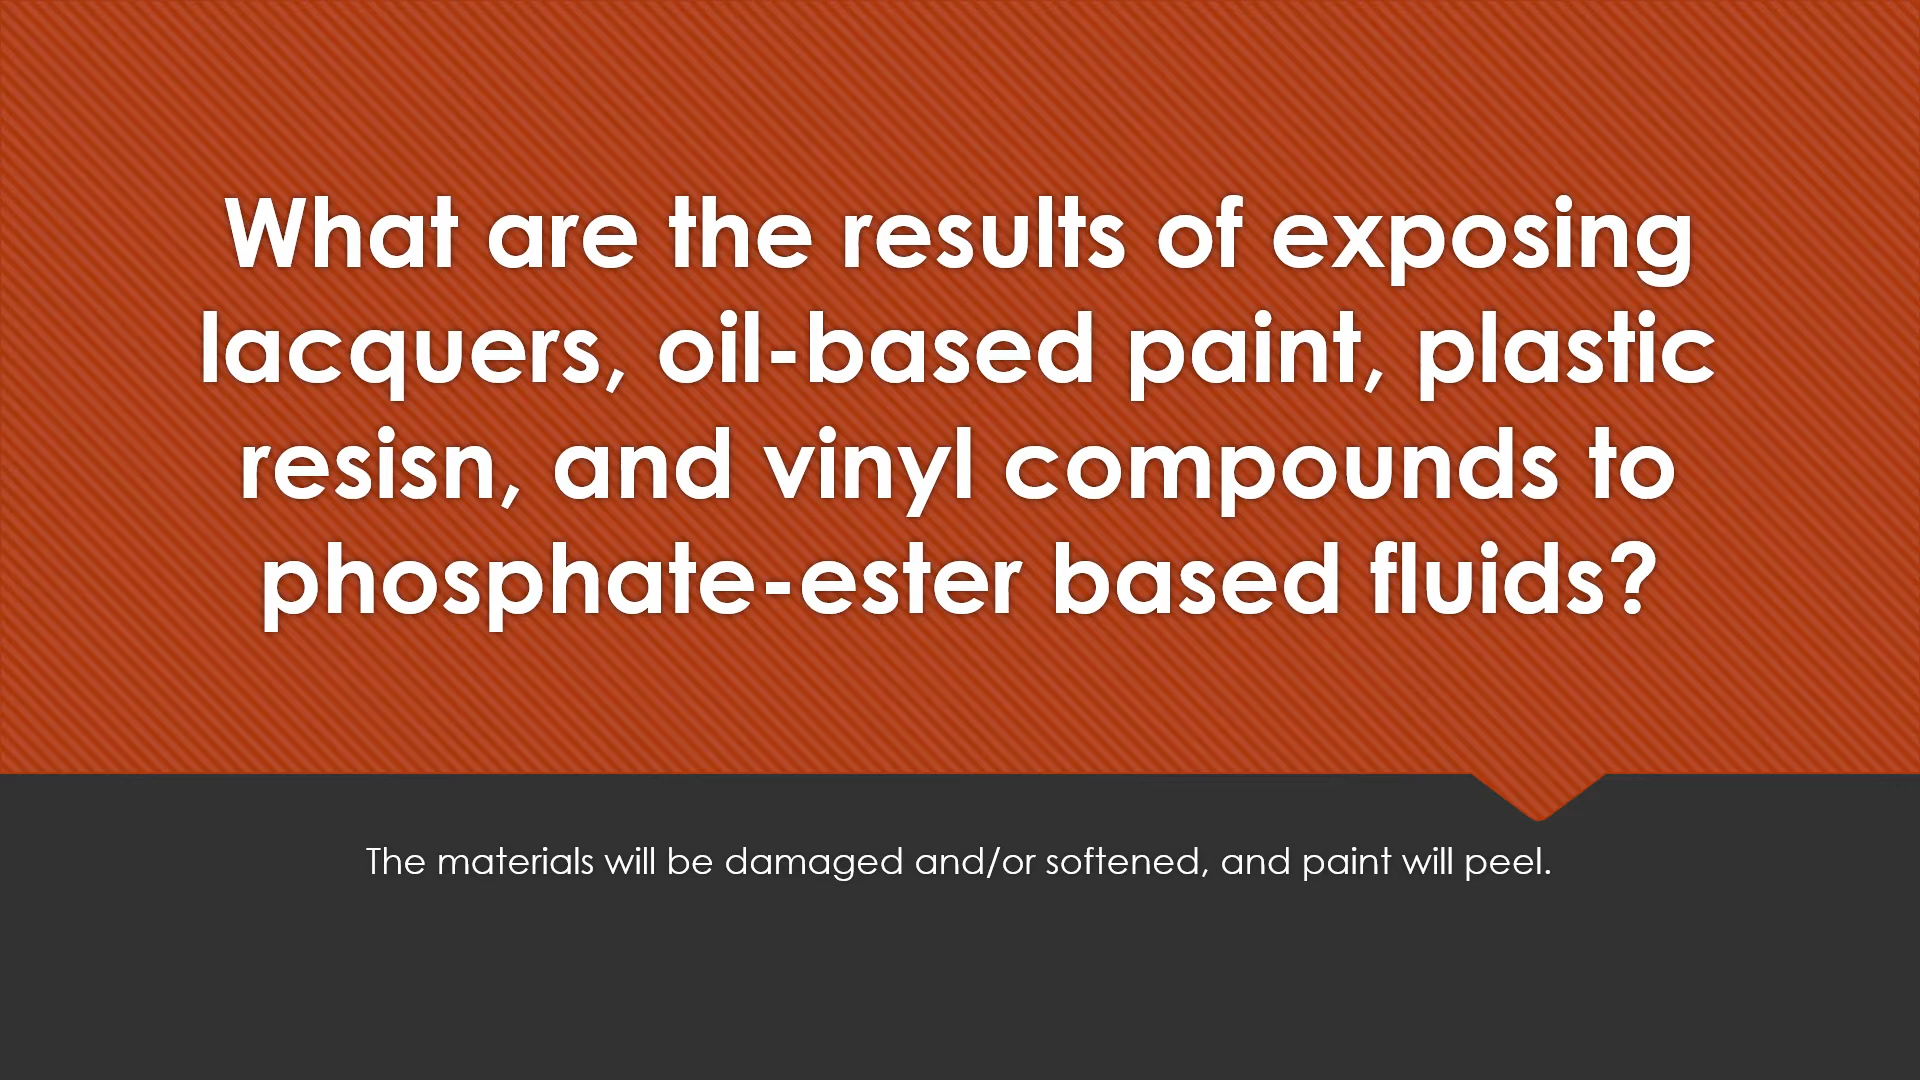 What are the results of exposing
lacquers, oil-based paint, plastic
resisn, and vinyl compounds to
phosphate-ester based fluids?
The materials will be damaged and/or softened, and paint will peel.